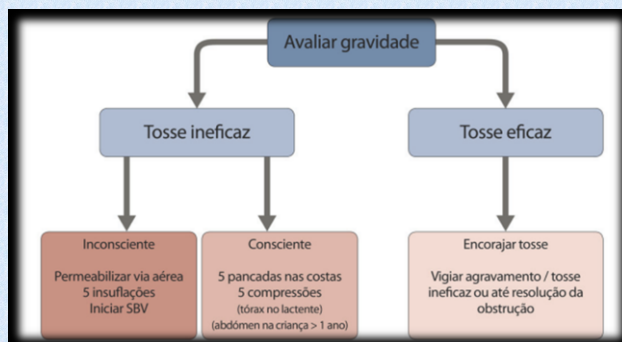 Avaliar gravidade
Tosse ineficaz
Tosse eficaz
Inconsciente
Permeabilizar via aérea
5 insuflações
Iniciar SBV
Consciente
5 pancadas nas costas
5 compressões
(tórax no lactente)
(abdómen na criança > 1 ano)
Encorajar tosse
Vigiar agravamento / tosse
ineficaz ou até resolução da
obstrução